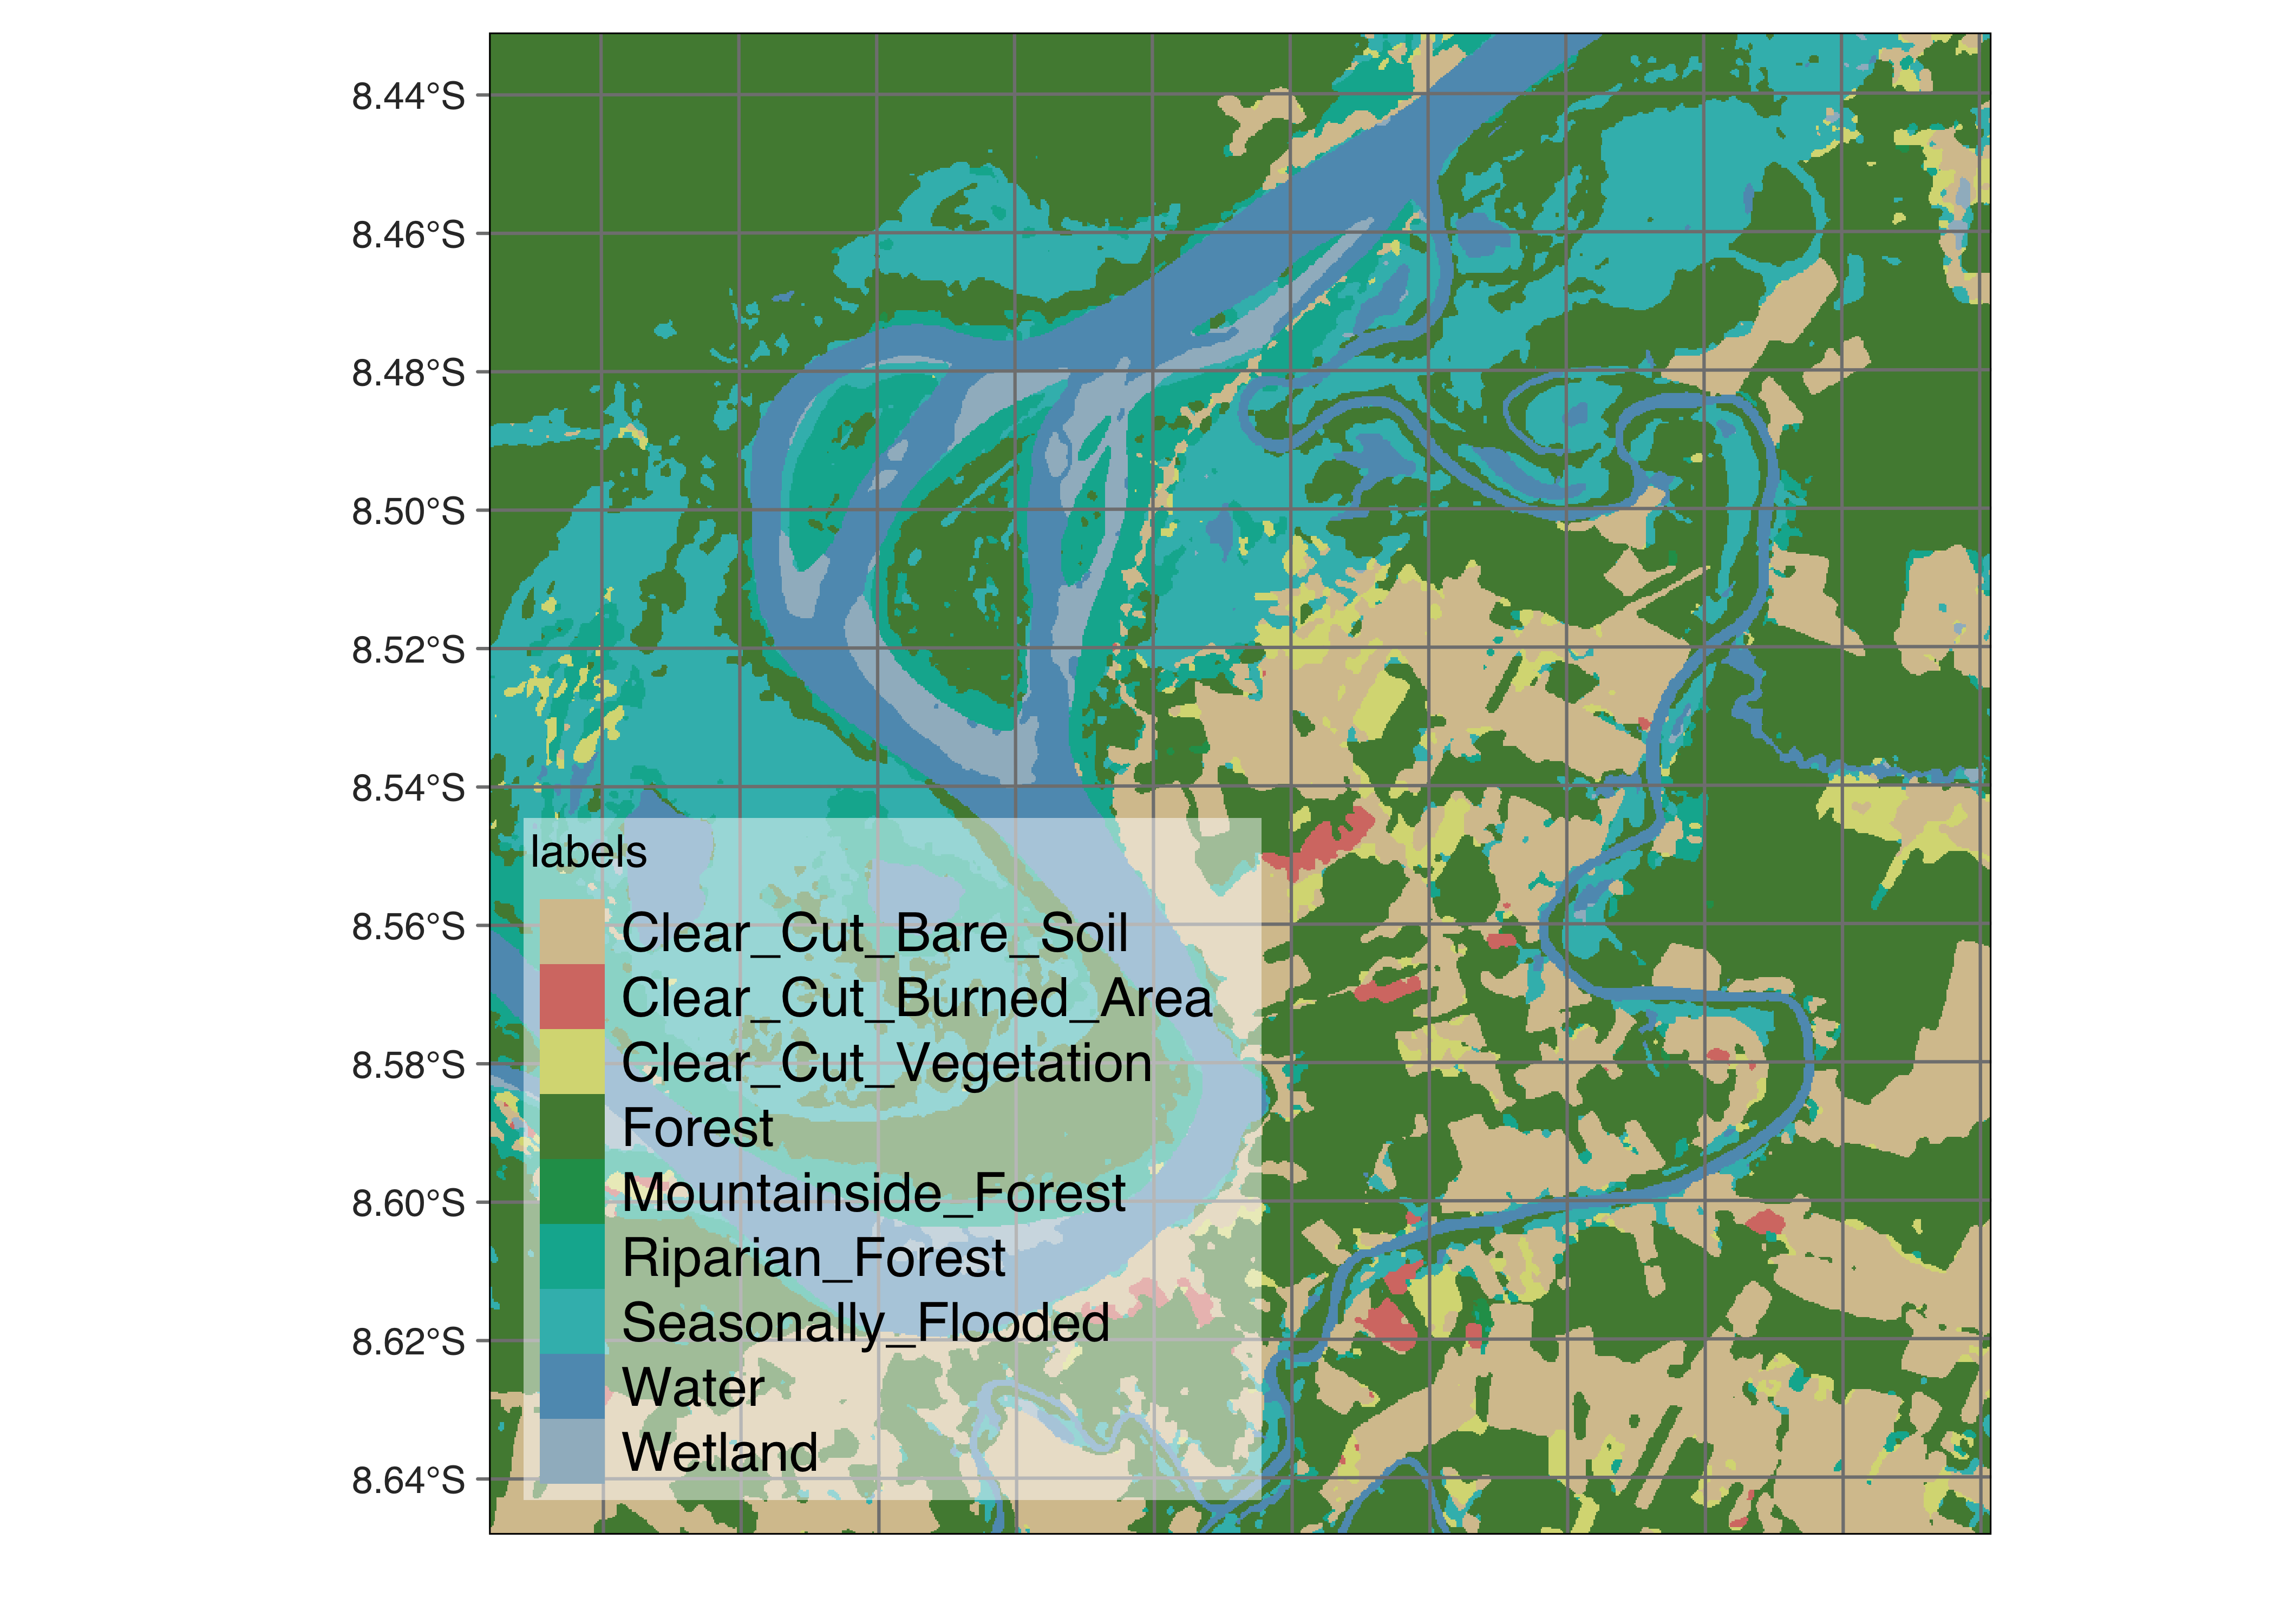 8.44°S
8.46°S
8.48°S
8.50°S
8.52°S
8.54°S
8.56°S
8.58°S
8.60°S
8.62°S
8.64°S
labels
Clear_Cut_Bare_Soil
Clear_Cut_Burned_Area
Clear_Cut_Vegetation
Forest
Mountainside_Forest
Riparian_Forest
Seasonally_Flooded
Water
Wetland